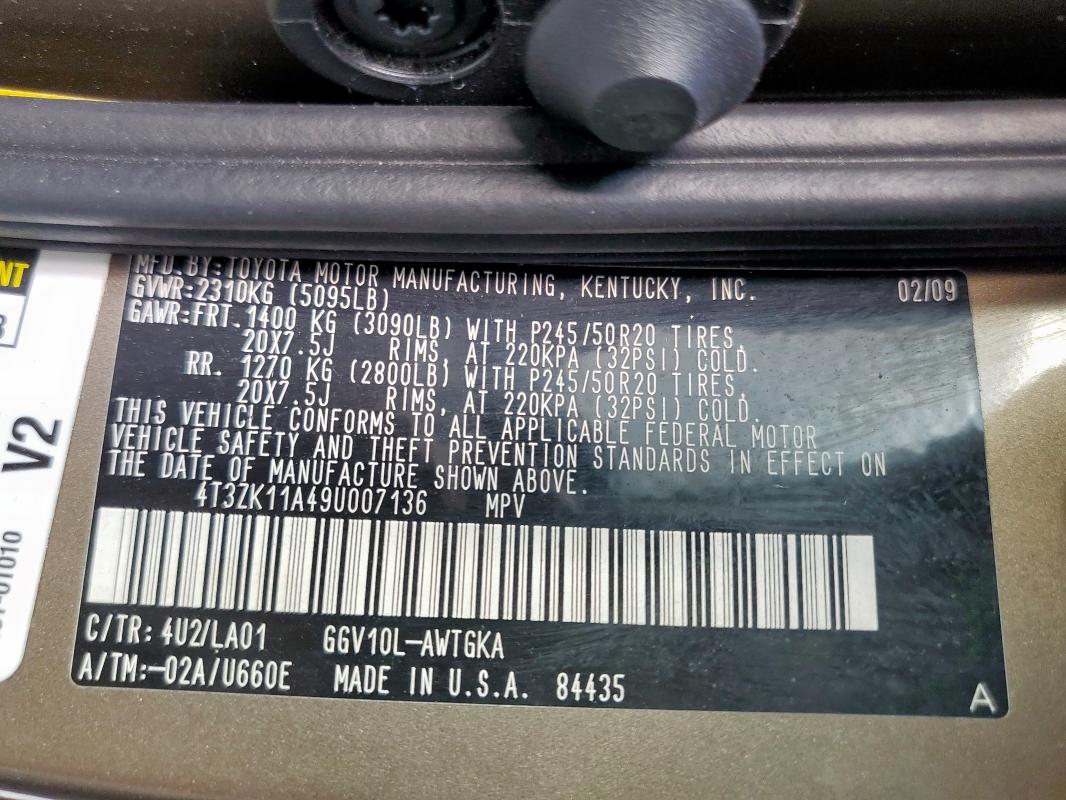 MFD.BY:TOYOTA MOTOR MANUFACTURING, KENTUCKY, INC. 02/09
GVWR:2310KG (5095LB)
GAWR:FRT.1400 KG (3090LB) WITH P245/50R20 TIRES,
20X7.5J RIMS, AT 220KPA (32PSI) COLD.
RR. 1270 KG (2800LB) WITH P245/50R20 TIRES,
20X7.5J RIMS, AT 220KPA (32PSI) COLD.
THIS VEHICLE CONFORMS TO ALL APPLICABLE FEDERAL MOTOR
VEHICLE SAFETY AND THEFT PREVENTION STANDARDS IN EFFECT ON
THE DATE OF MANUFACTURE SHOWN ABOVE.
4T3ZK11A49U007136 MPV
C/TR: 4U2/LA01 GGV10L-AWTGKA
A/TM:-02A/U660E MADE IN U.S.A. 84435
A
NT
V2
-01010